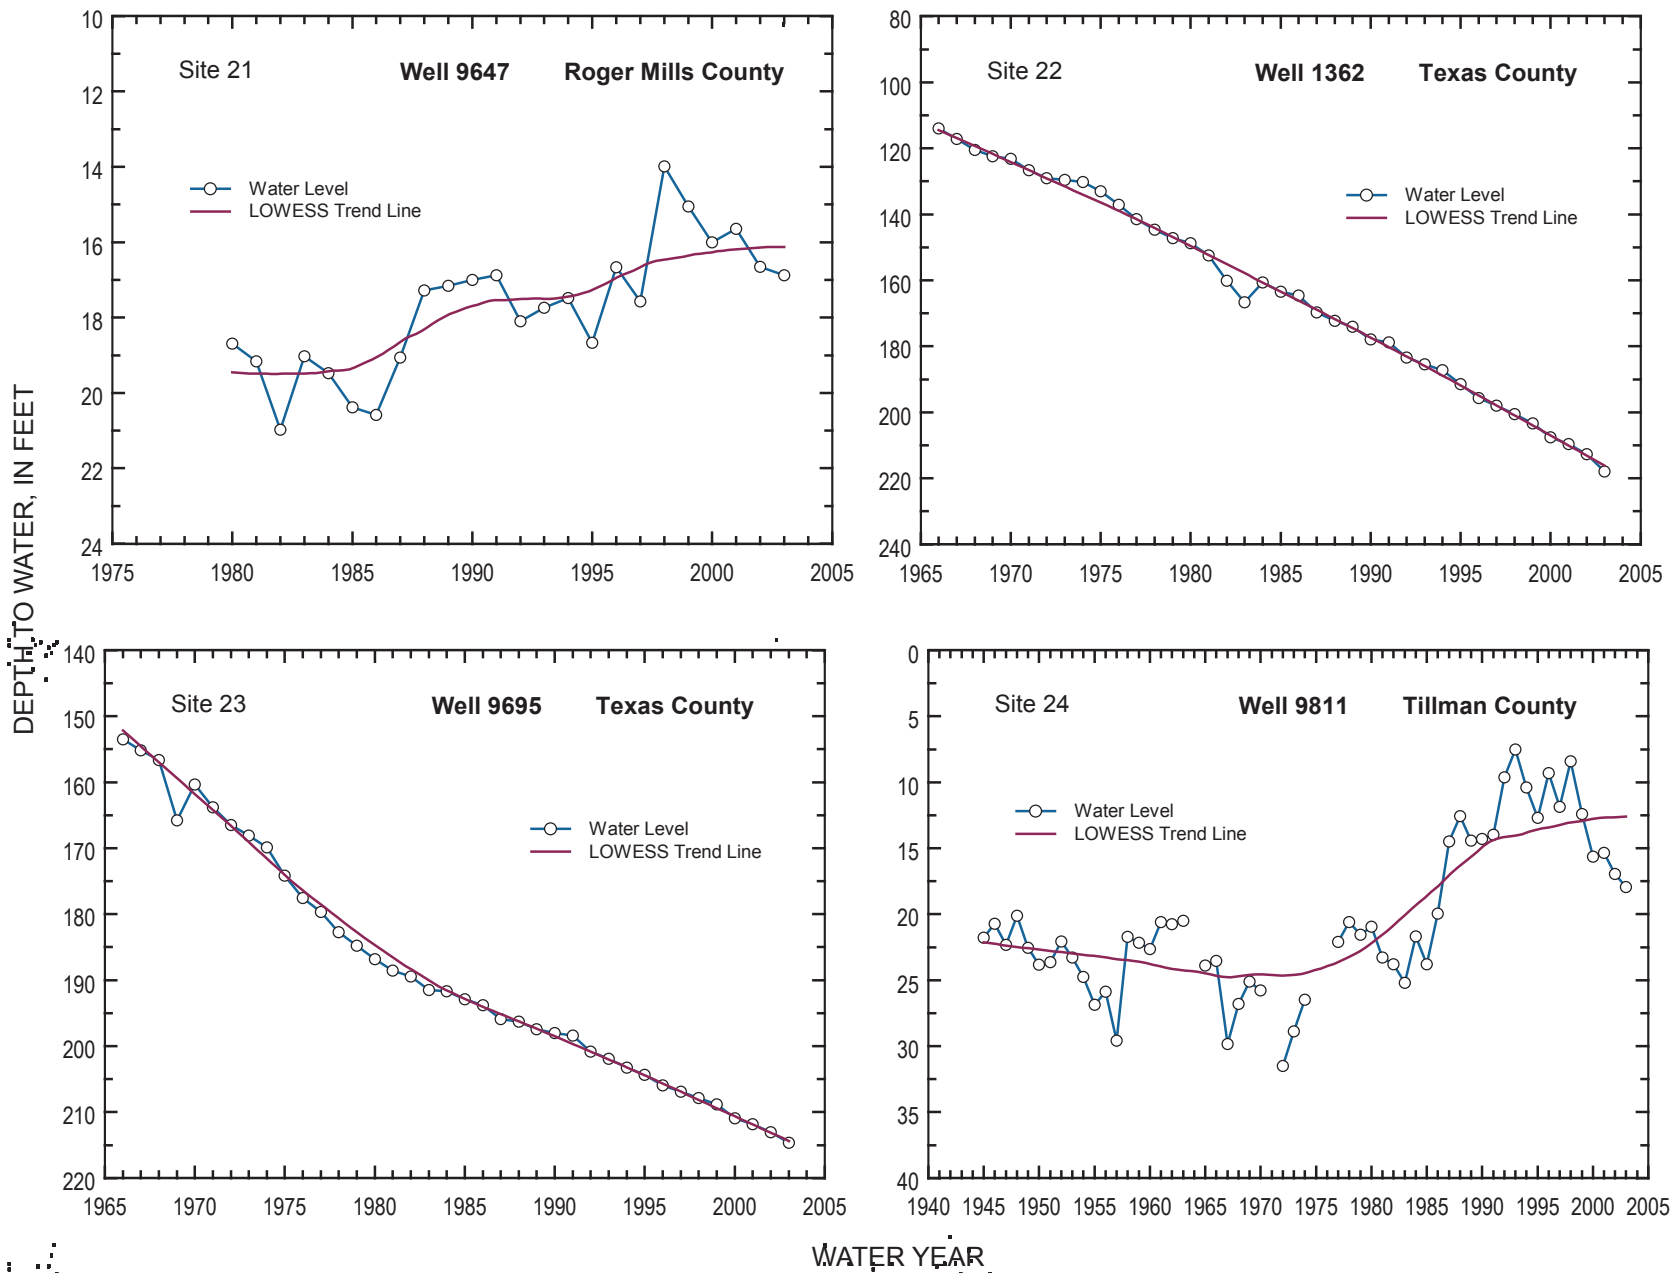 DEPTH TO WATER, IN FEET
Site 21 Well 9647 Roger Mills County
Water Level
LOWESS Trend Line
10
12
14
16
18
20
22
24
1975 1980 1985 1990 1995 2000 2005
Site 22 Well 1362 Texas County
Water Level
LOWESS Trend Line
80
100
120
140
160
180
200
220
240
1965 1970 1975 1980 1985 1990 1995 2000 2005
Site 23 Well 9695 Texas County
Water Level
LOWESS Trend Line
140
150
160
170
180
190
200
210
220
1965 1970 1975 1980 1985 1990 1995 2000 2005
Site 24 Well 9811 Tillman County
Water Level
LOWESS Trend Line
0
5
10
15
20
25
30
35
40
1940 1945 1950 1955 1960 1965 1970 1975 1980 1985 1990 1995 2000 2005
WATER YEAR